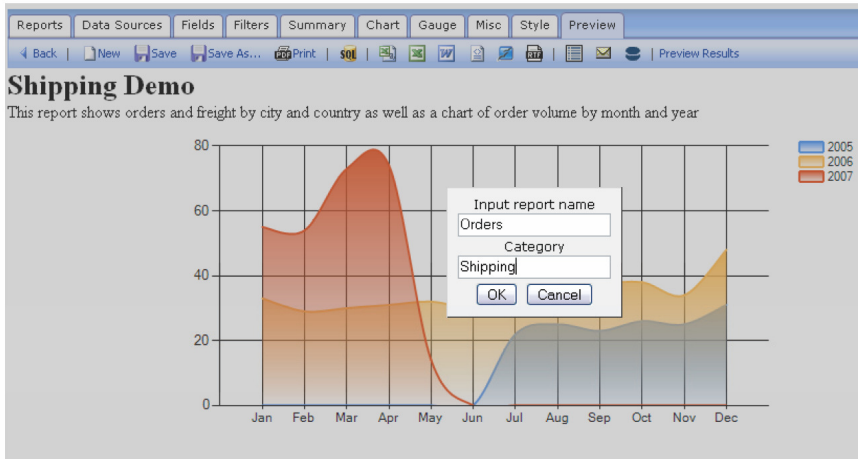 Reports Data Sources Fields Filters Summary Chart Gauge Misc Style Preview
Back | New Save Save As... Print | SQL | | Preview Results
Shipping Demo
This report shows orders and freight by city and country as well as a chart of order volume by month and year
80
60
40
20
0
2005
2006
2007
Input report name
Orders
Category
Shipping
OK Cancel
Jan Feb Mar Apr May Jun Jul Aug Sep Oct Nov Dec